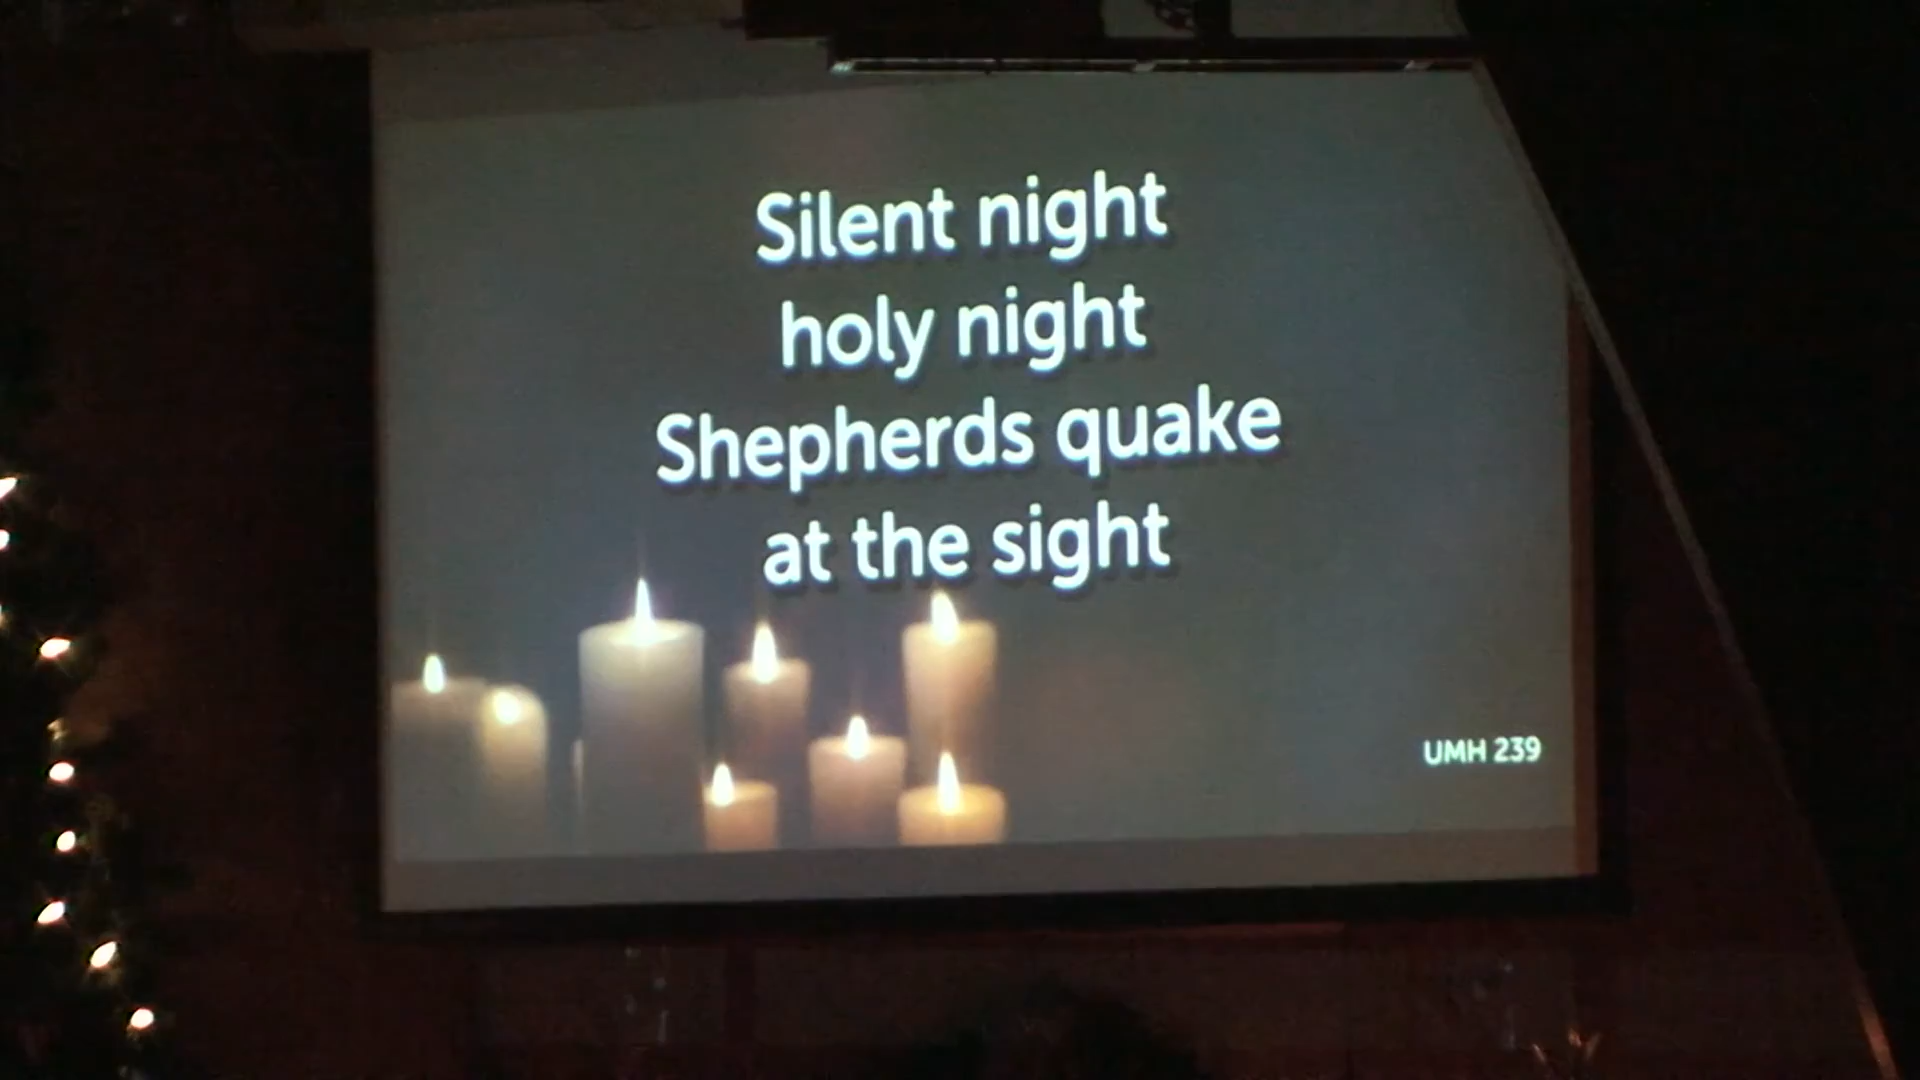 Silent night
holy night
Shepherds quake
at the sight
UMH 239